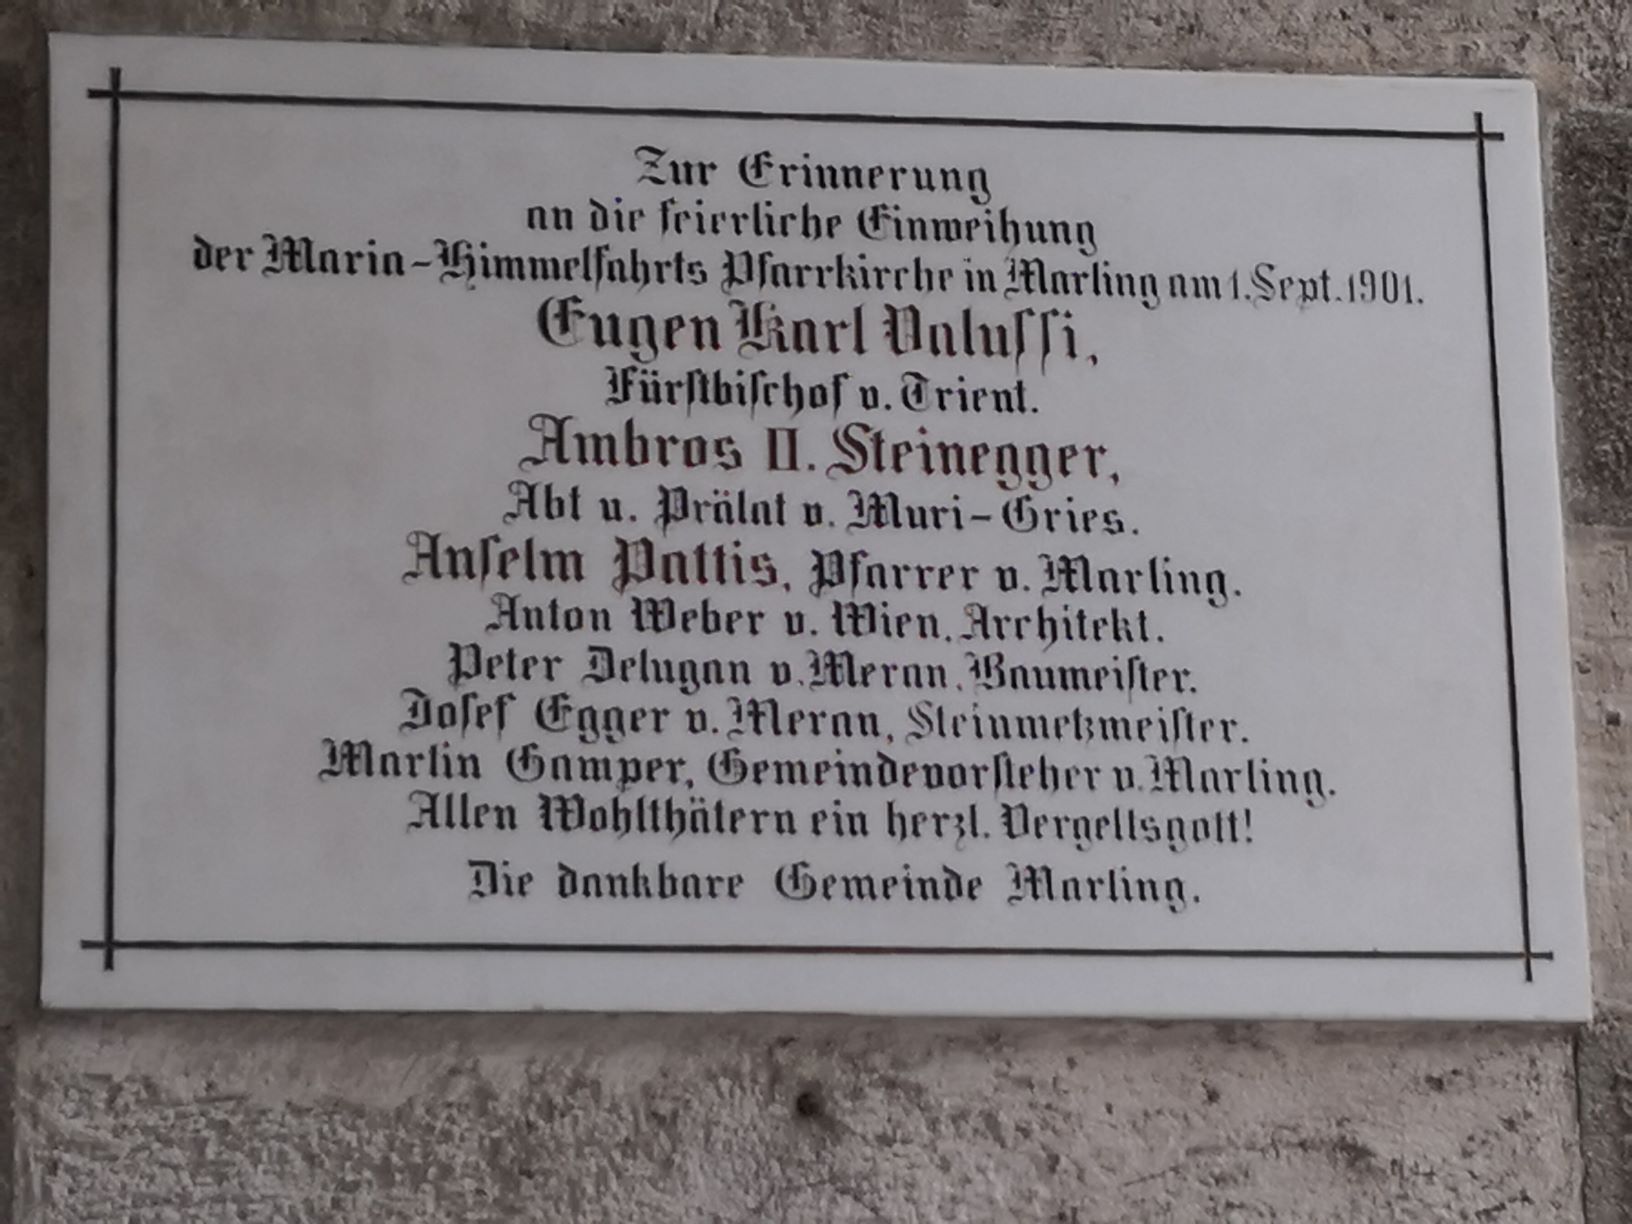 Zur Erinnerung
an die feierliche Einweihung
der Maria-Himmelfahrts Pfarrkirche in Marling am 1. Sept. 1901.
Eugen Karl Valuſſi,
Fürſtbiſchof v. Trient.
Ambros II. Steinegger,
Abt u. Prälat v. Muri-Gries.
Anſelm Pattis, Pfarrer v. Marling.
Anton Weber v. Wien, Architekt.
Peter Delugan v. Meran, Baumeiſter.
Joſef Egger v. Meran, Steinmetzmeiſter.
Martin Gamper, Gemeindevorſteher v. Marling.
Allen Wohlthätern ein herzl. Vergeltsgott!
Die dankbare Gemeinde Marling.